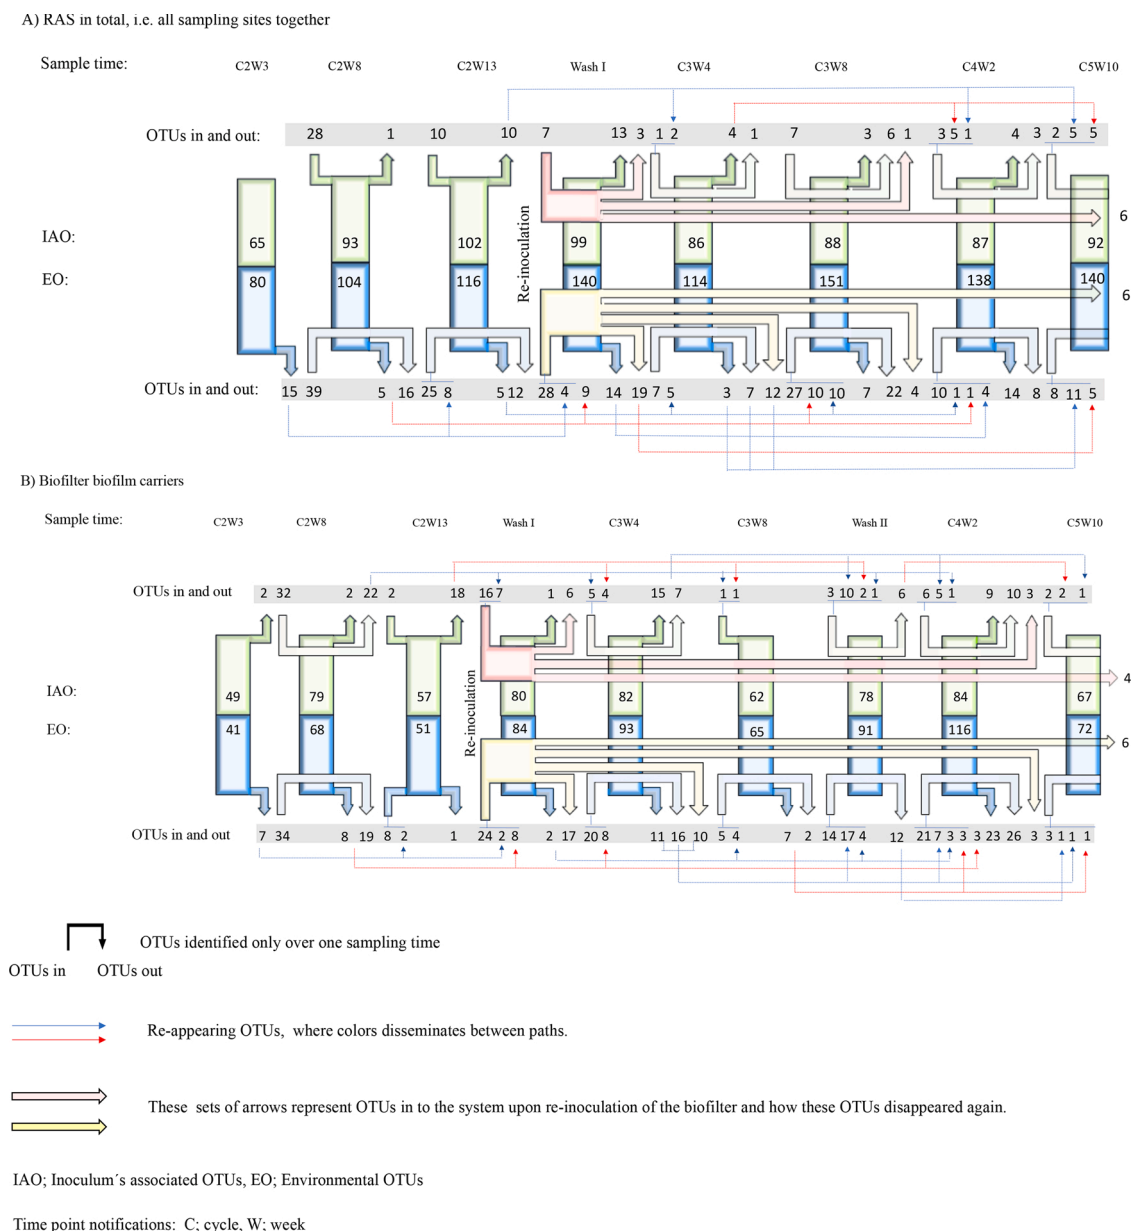 A) RAS in total, i.e. all sampling sites together
Sample time: C2W3 C2W8 C2W13 Wash I C3W4 C3W8 C4W2 C5W10
OTUs in and out: 28 1 10 10 7 13 3 1 2 4 1 7 3 6 1 3 5 1 4 3 2 5 5
Re-inoculation
6
IAO: 65 93 102 99 86 88 87 92
EO: 80 104 116 140 114 151 138 140
6
OTUs in and out: 15 39 5 16 25 8 5 12 28 4 9 14 19 7 5 3 7 12 27 10 10 7 22 4 10 1 1 4 14 8 8 11 5
B) Biofilter biofilm carriers
Sample time: C2W3 C2W8 C2W13 Wash I C3W4 C3W8 Wash II C4W2 C5W10
OTUs in and out 2 32 2 22 2 18 16 7 1 6 5 4 15 7 1 1 3 10 2 1 6 6 5 1 9 10 3 2 2 1
Re-inoculation
4
IAO: 49 79 57 80 82 62 78 84 67
EO: 41 68 51 84 93 65 91 116 72
6
OTUs in and out 7 34 8 19 8 2 1 24 2 8 2 17 20 8 11 16 10 5 4 7 2 14 17 4 12 21 7 3 3 3 23 26 3 3 1 1 1
OTUs identified only over one sampling time
OTUs in OTUs out
Re-appearing OTUs, where colors disseminates between paths.
These sets of arrows represent OTUs in to the system upon re-inoculation of the biofilter and how these OTUs disappeared again.
IAO; Inoculum´s associated OTUs, EO; Environmental OTUs
Time point notifications: C; cycle, W; week